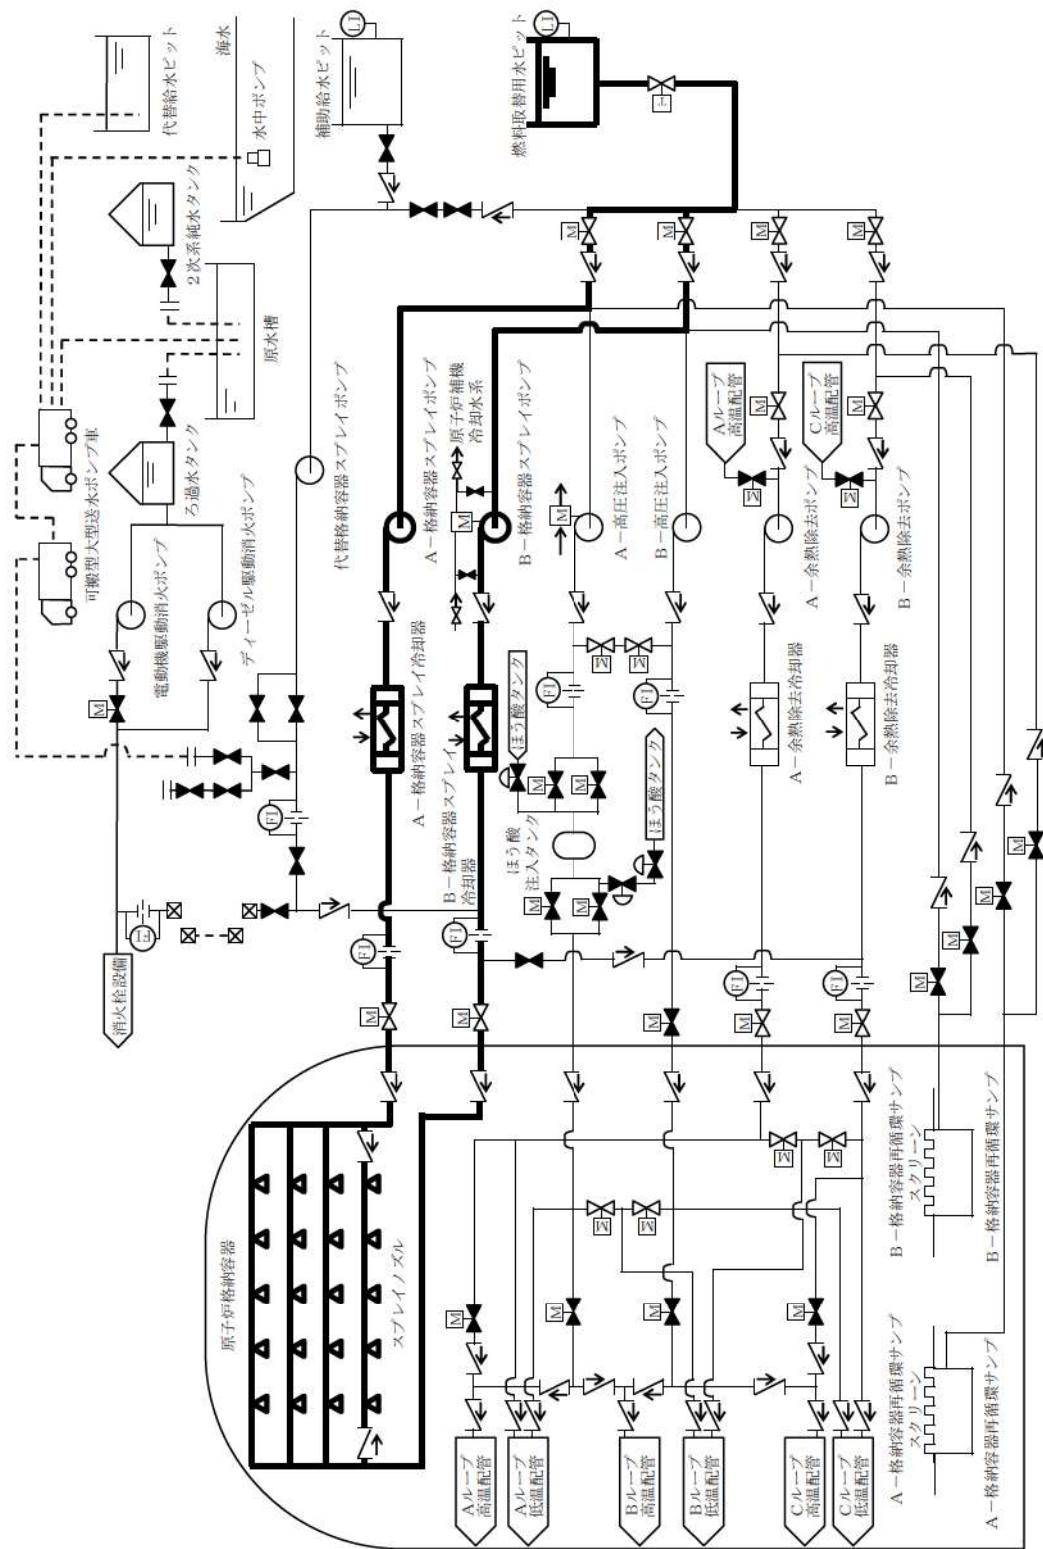 代替給水ピット
海水
水中ポンプ
補助給水ピット
LI
燃料取替用水ピット
LI
T
2次系純水タンク
原水槽
可搬型大型送水ポンプ車
ろ過水タンク
電動機駆動消火ポンプ
ディーゼル駆動消火ポンプ
M
FI
FI
消火栓設備
代替格納容器スプレイポンプ
A-格納容器スプレイポンプ
原子炉補機
冷却水系
M
B-格納容器スプレイポンプ
M
M
M
M
M
A-高圧注入ポンプ
B-高圧注入ポンプ
Aループ
高温配管
M
M
Cループ
高温配管
M
M
A-余熱除去ポンプ
B-余熱除去ポンプ
A-格納容器スプレイ冷却器
B-格納容器スプレイ
冷却器
ほう酸タンク
M
M
FI
FI
M
M
ほう酸
注入タンク
M
M
ほう酸タンク
A-余熱除去冷却器
B-余熱除去冷却器
FI
FI
FI
FI
M
M
M
M
M
M
M
M
M
原子炉格納容器
スプレイノズル
M
M
M
M
M
M
M
M
Aループ
高温配管
Aループ
低温配管
Bループ
高温配管
Bループ
低温配管
Cループ
高温配管
Cループ
低温配管
B-格納容器再循環サンプ
スクリーン
B-格納容器再循環サンプ
A-格納容器再循環サンプ
スクリーン
A-格納容器再循環サンプ